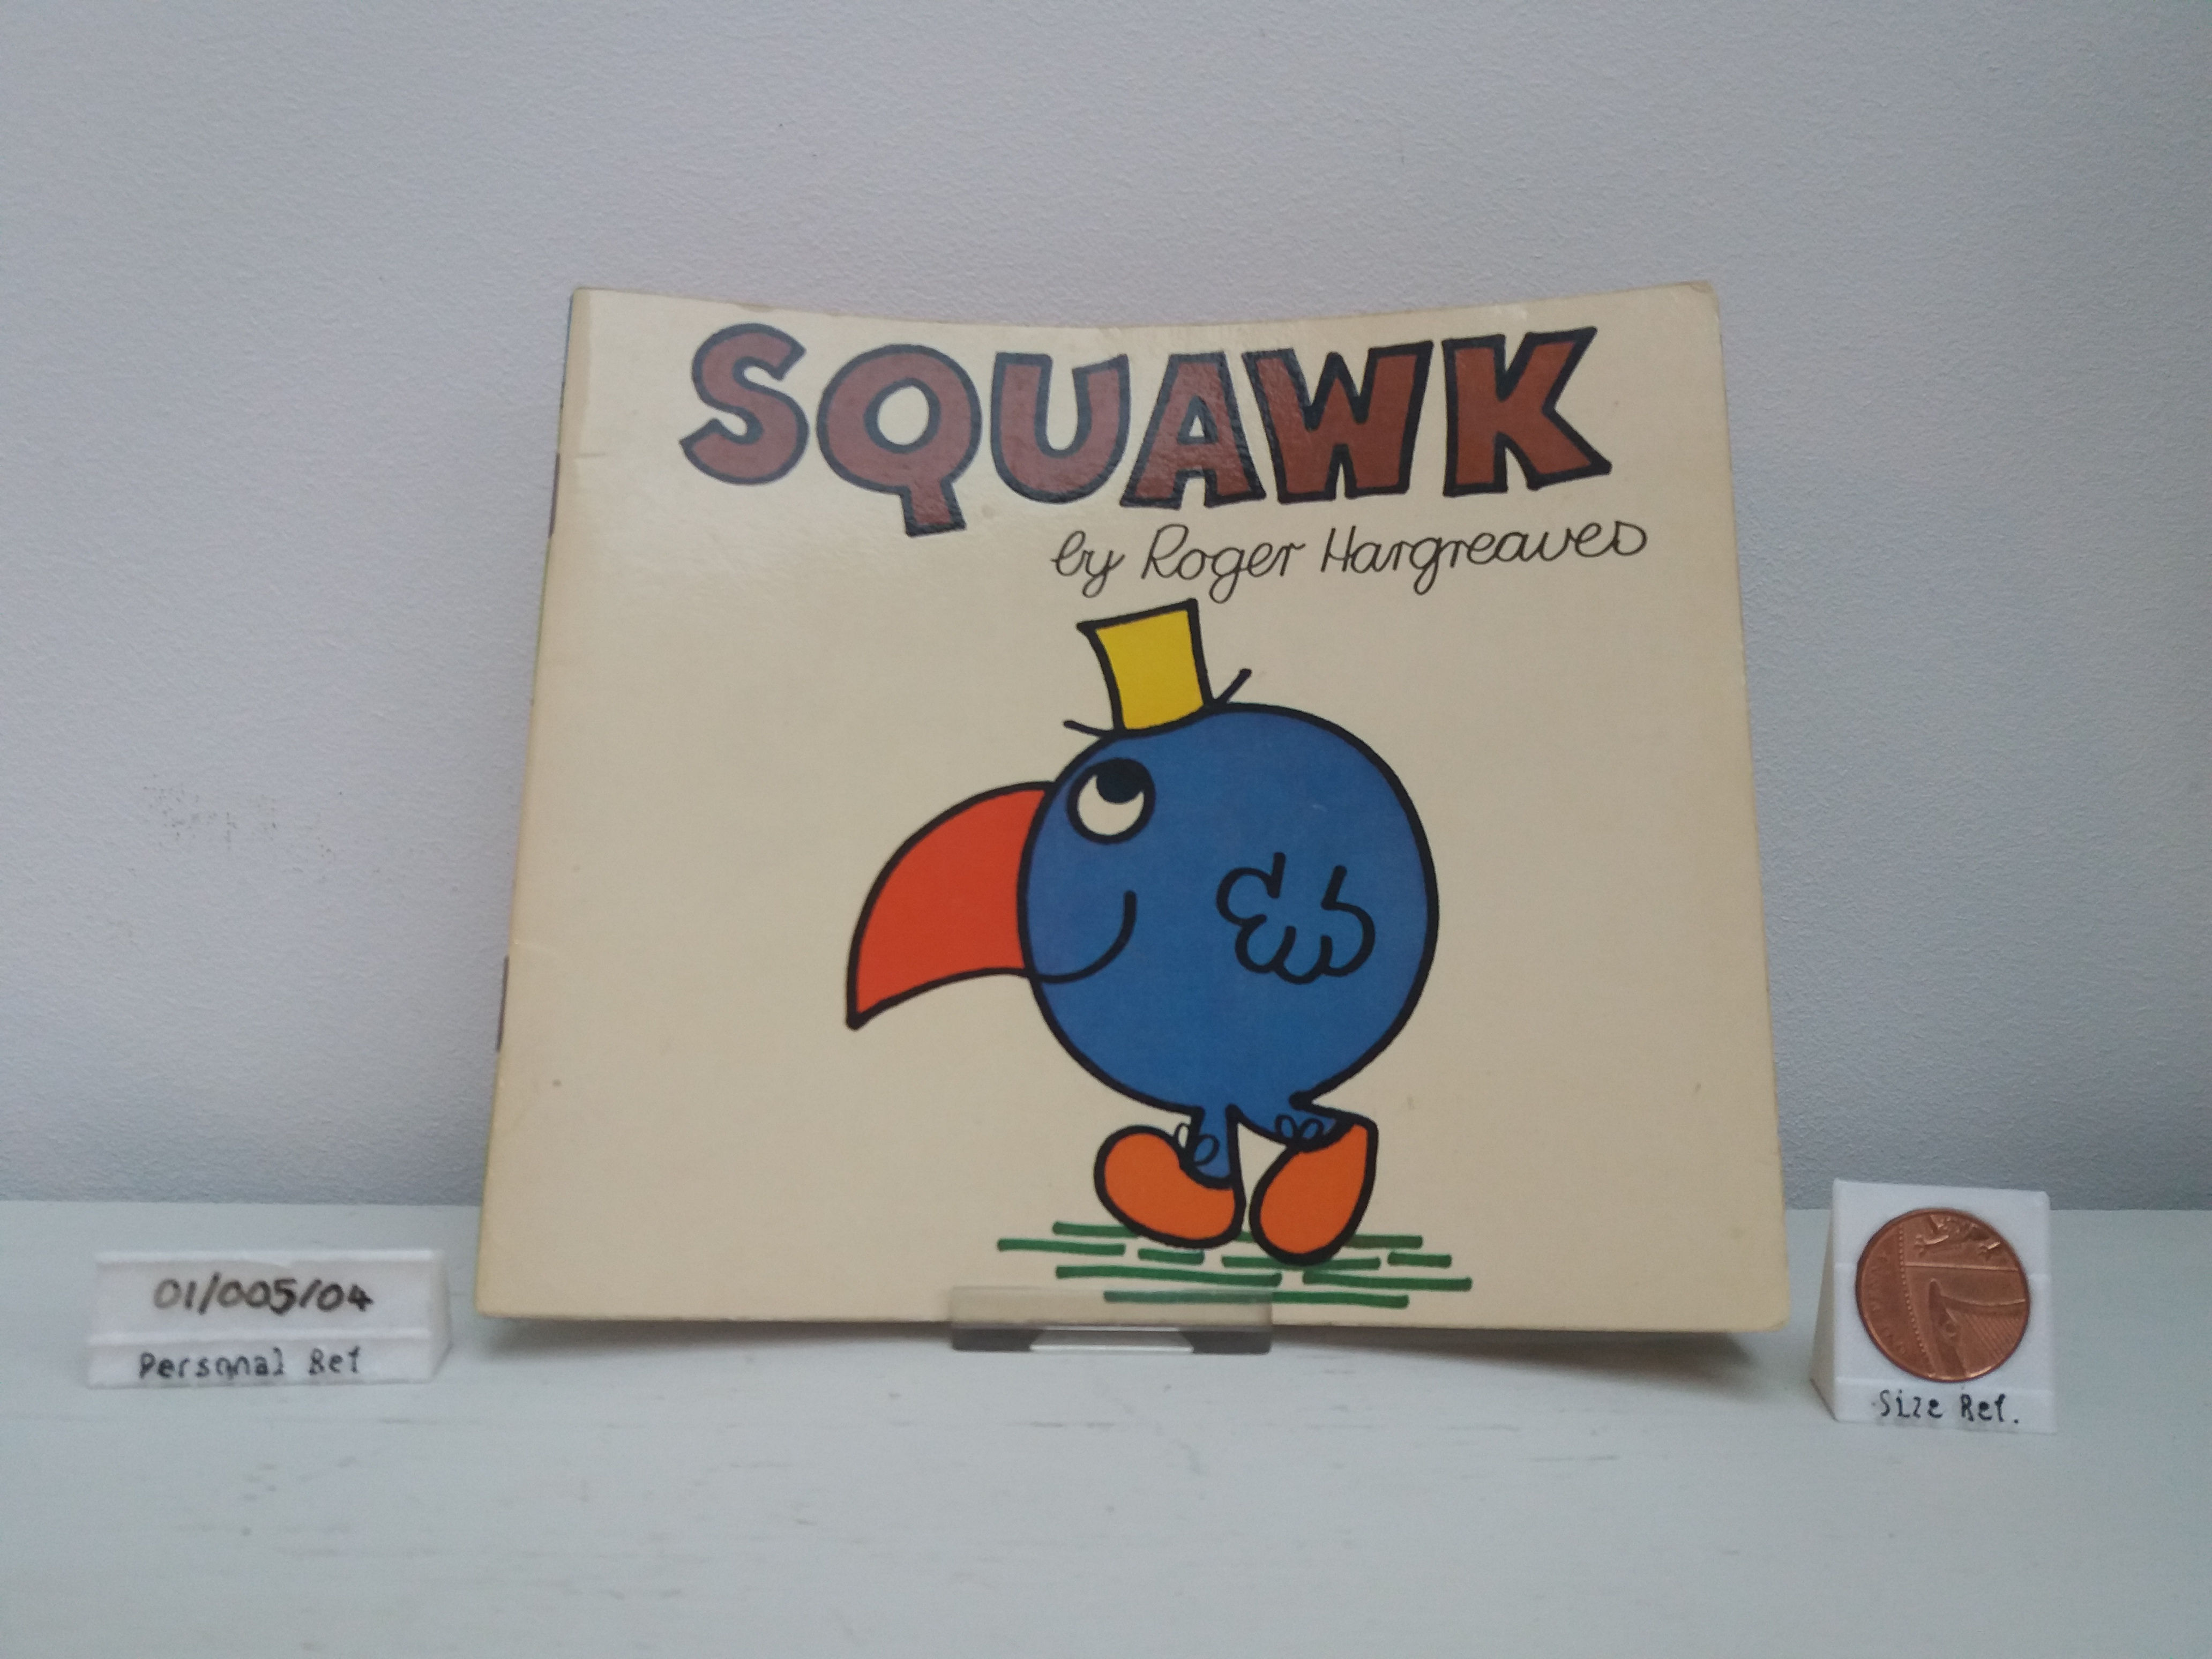 SQUAWK
by Roger Hargreaves
01/005/04
Personal Ref
Size Ref.